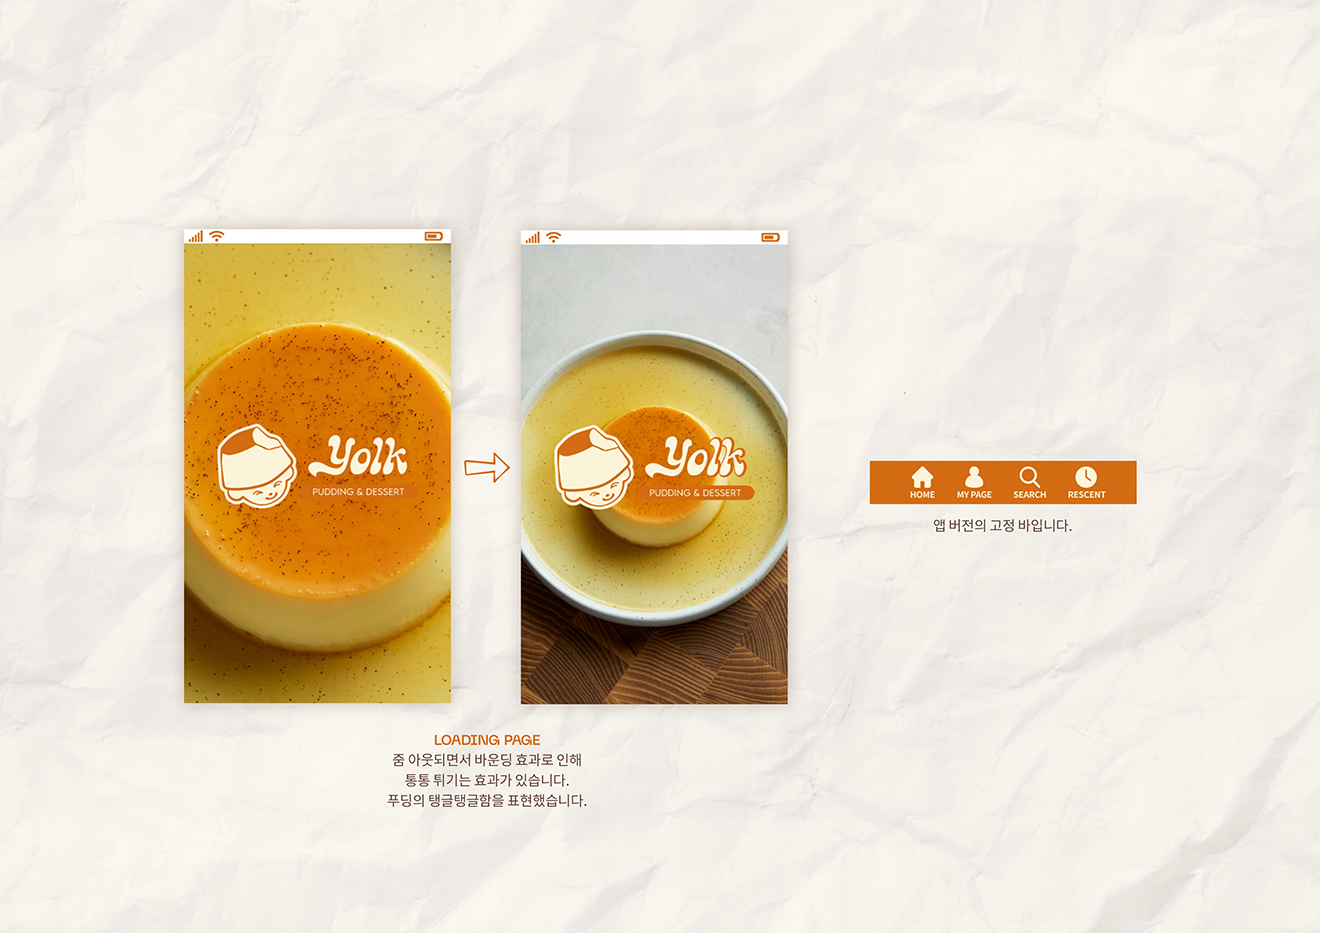 Yolk
PUDDING & DESSERT
Yolk
PUDDING & DESSERT
HOME
MY PAGE
SEARCH
RESCENT
앱 버전의 고정 바입니다.
LOADING PAGE
줌 아웃되면서 바운딩 효과로 인해
통통 튀기는 효과가 있습니다.
푸딩의 탱글탱글함을 표현했습니다.